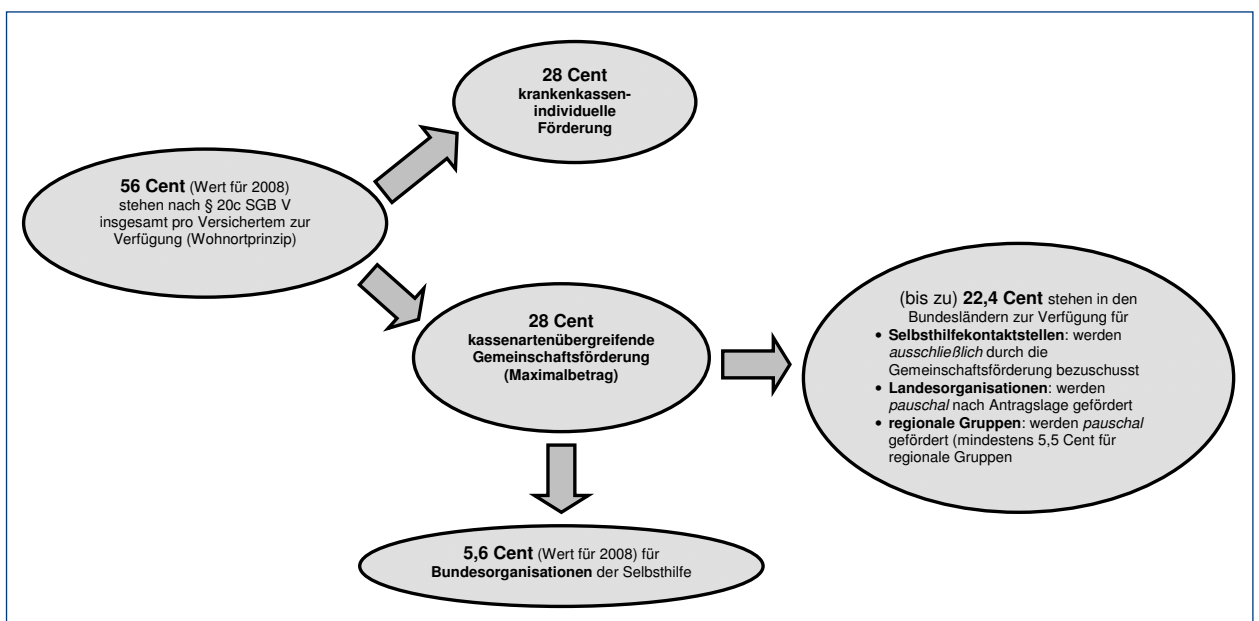 28 Cent
krankenkassen-
individuelle
Förderung
56 Cent (Wert für 2008)
stehen nach § 20c SGB V
insgesamt pro Versichertem zur
Verfügung (Wohnortprinzip)
28 Cent
kassenartenübergreifende
Gemeinschaftsförderung
(Maximalbetrag)
(bis zu) 22,4 Cent stehen in den
Bundesländern zur Verfügung für
• Selbsthilfekontaktstellen: werden
ausschließlich durch die
Gemeinschaftsförderung bezuschusst
• Landesorganisationen: werden
pauschal nach Antragslage gefördert
• regionale Gruppen: werden pauschal
gefördert (mindestens 5,5 Cent für
regionale Gruppen
5,6 Cent (Wert für 2008) für
Bundesorganisationen der Selbsthilfe